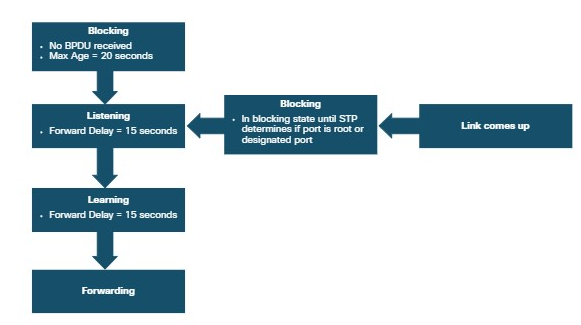 Blocking
• No BPDU received
• Max Age = 20 seconds
Listening
• Forward Delay = 15 seconds
Blocking
• In blocking state until STP
determines if port is root or
designated port
Link comes up
Learning
• Forward Delay = 15 seconds
Forwarding